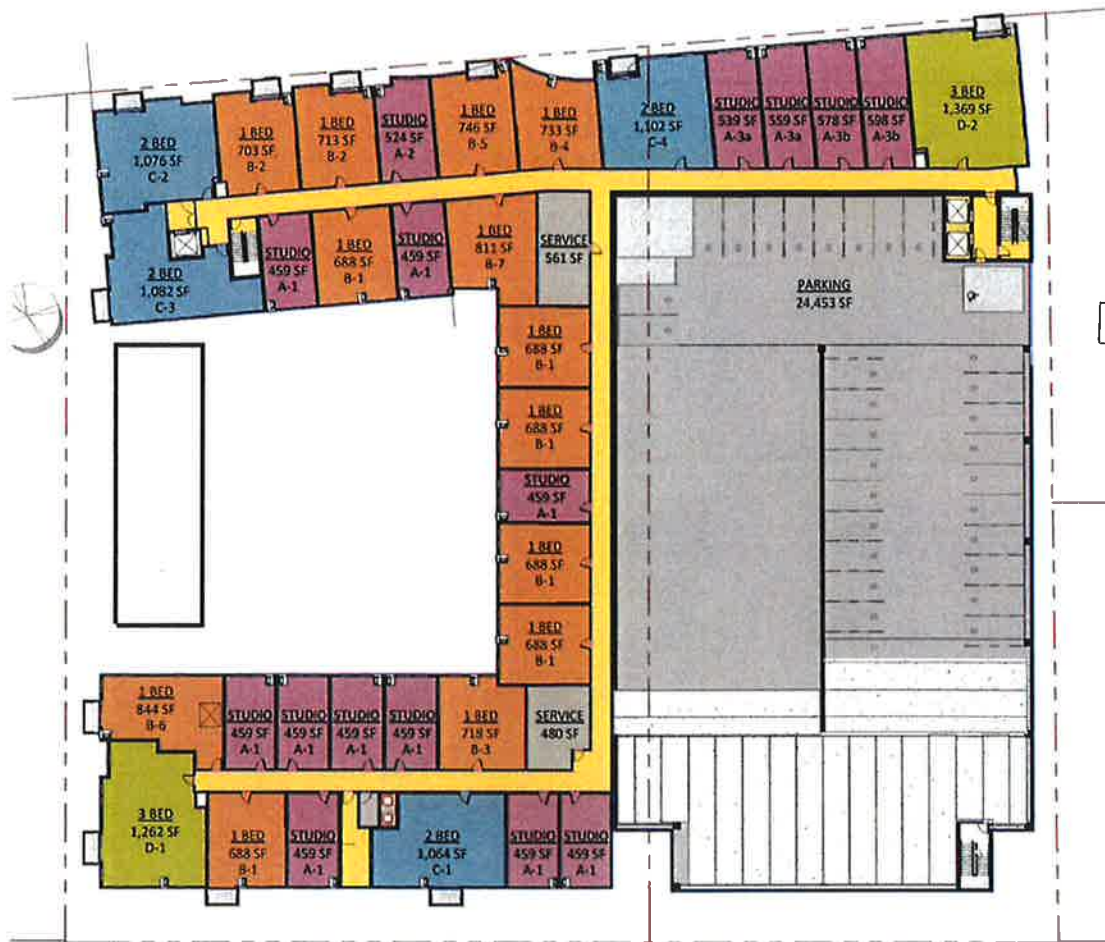 2 BED
1,076 SF
C-2
1 BED
703 SF
B-2
1 BED
713 SF
B-2
STUDIO
524 SF
A-2
1 BED
746 SF
B-5
1 BED
733 SF
B-4
2 BED
1,102 SF
C-4
STUDIO
539 SF
A-3a
STUDIO
559 SF
A-3a
STUDIO
578 SF
A-3b
STUDIO
598 SF
A-3b
3 BED
1,369 SF
D-2
2 BED
1,082 SF
C-3
STUDIO
459 SF
A-1
1 BED
688 SF
B-1
STUDIO
459 SF
A-1
1 BED
811 SF
B-7
SERVICE
561 SF
PARKING
24,453 SF
1 BED
688 SF
B-1
1 BED
688 SF
B-1
STUDIO
459 SF
A-1
1 BED
688 SF
B-1
1 BED
688 SF
B-1
1 BED
844 SF
B-6
STUDIO
459 SF
A-1
STUDIO
459 SF
A-1
STUDIO
459 SF
A-1
STUDIO
459 SF
A-1
1 BED
718 SF
B-3
SERVICE
480 SF
3 BED
1,262 SF
D-1
1 BED
688 SF
B-1
STUDIO
459 SF
A-1
2 BED
1,064 SF
C-1
STUDIO
459 SF
A-1
STUDIO
459 SF
A-1